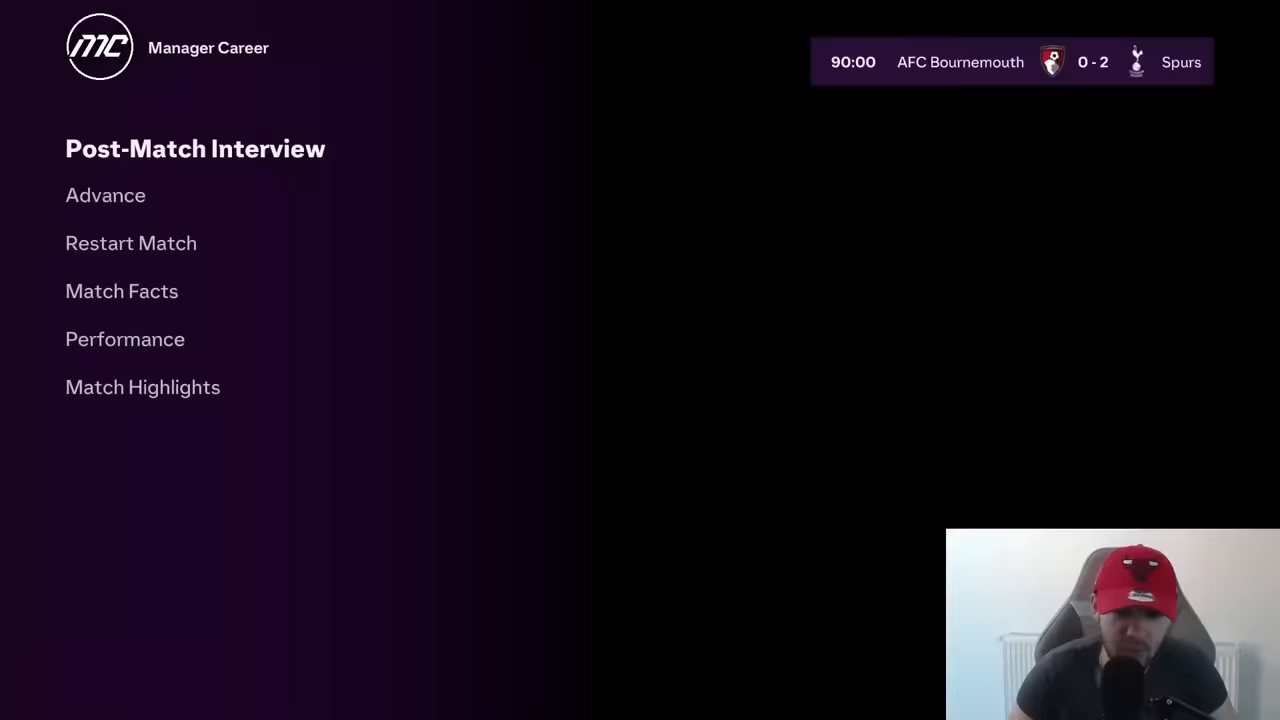 MC Manager Career
90:00 AFC Bournemouth 0 - 2 Spurs
Post-Match Interview
Advance
Restart Match
Match Facts
Performance
Match Highlights